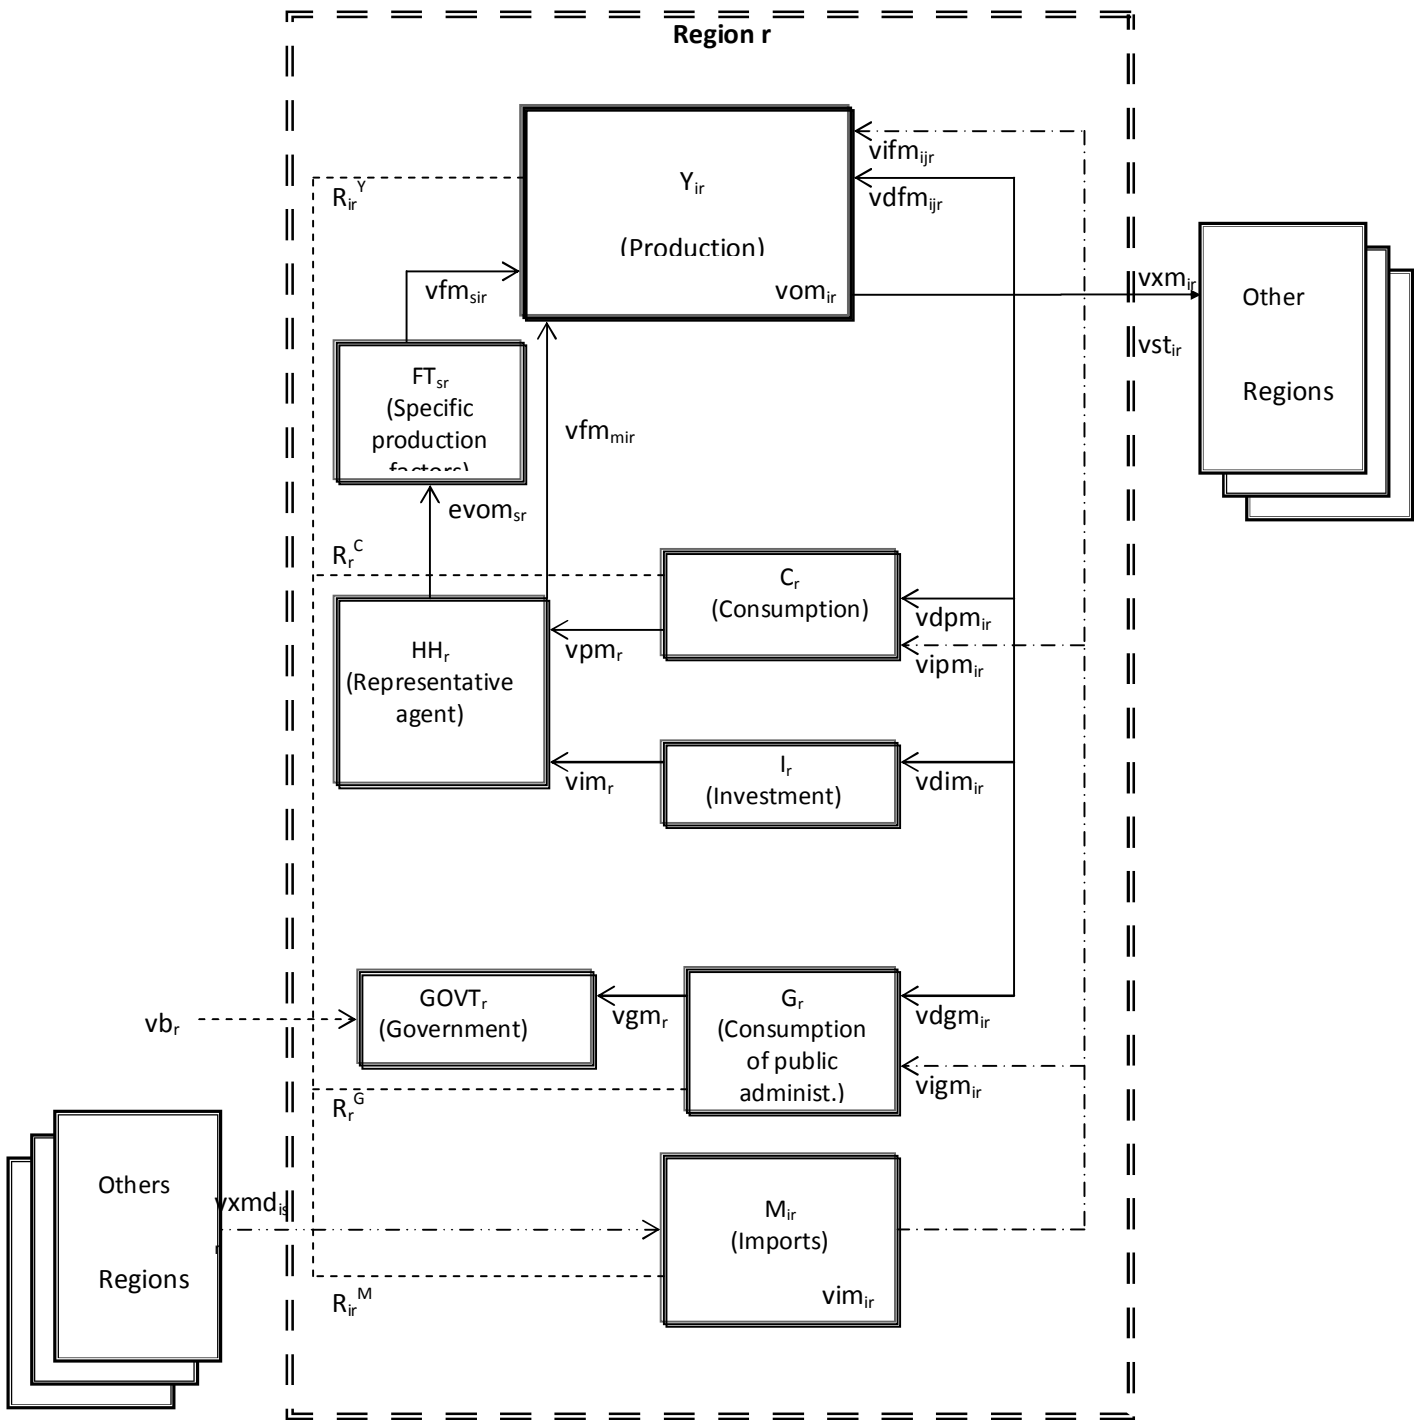 Region r
vifm_ijr
R_ir^Y
Y_ir
vdfm_ijr
(Production)
vfm_sir
vom_ir
vxm_ir
Other
vst_ir
Regions
FT_sr
(Specific
production
factors)
vfm_mir
evom_sr
R_r^C
C_r
(Consumption)
vdpm_ir
HH_r
(Representative
agent)
vpm_r
vipm_ir
I_r
(Investment)
vim_r
vdim_ir
GOVT_r
(Government)
vb_r
vgm_r
G_r
(Consumption
of public
administ.)
vdgm_ir
vigm_ir
R_r^G
Others
Regions
vxmd_is
r
M_ir
(Imports)
vim_ir
R_ir^M